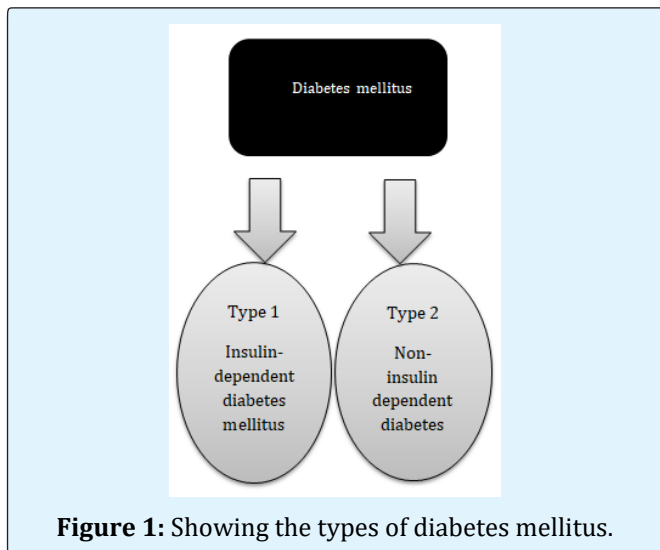 Diabetes mellitus
Type 1
Insulin-
dependent
diabetes
mellitus
Type 2
Non-
insulin
dependent
diabetes
Figure 1: Showing the types of diabetes mellitus.